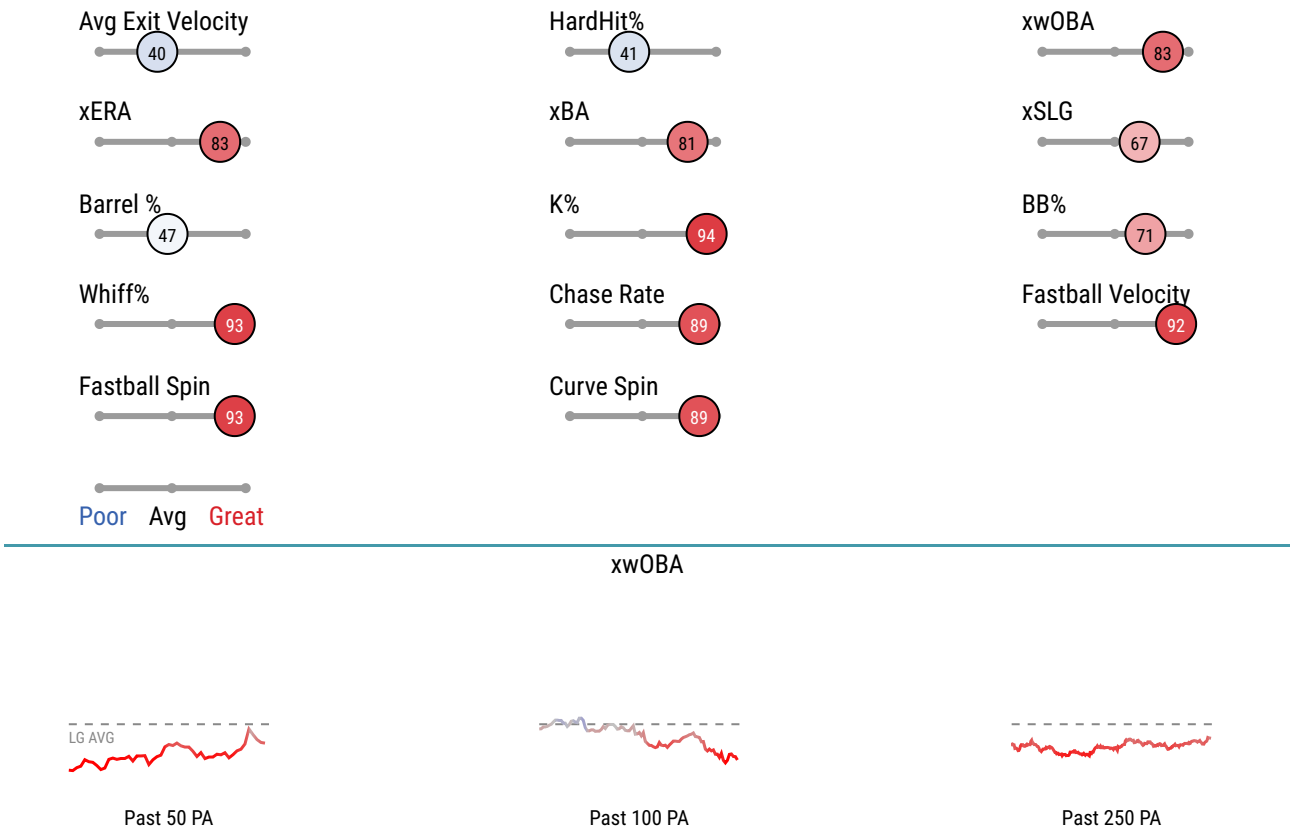 Avg Exit Velocity HardHit% xwOBA
40 41 83
xERA xBA xSLG
83 81 67
Barrel % K% BB%
47 94 71
Whiff% Chase Rate Fastball Velocity
93 89 92
Fastball Spin Curve Spin
93 89
Poor Avg Great
xwOBA
LG AVG
Past 50 PA Past 100 PA Past 250 PA